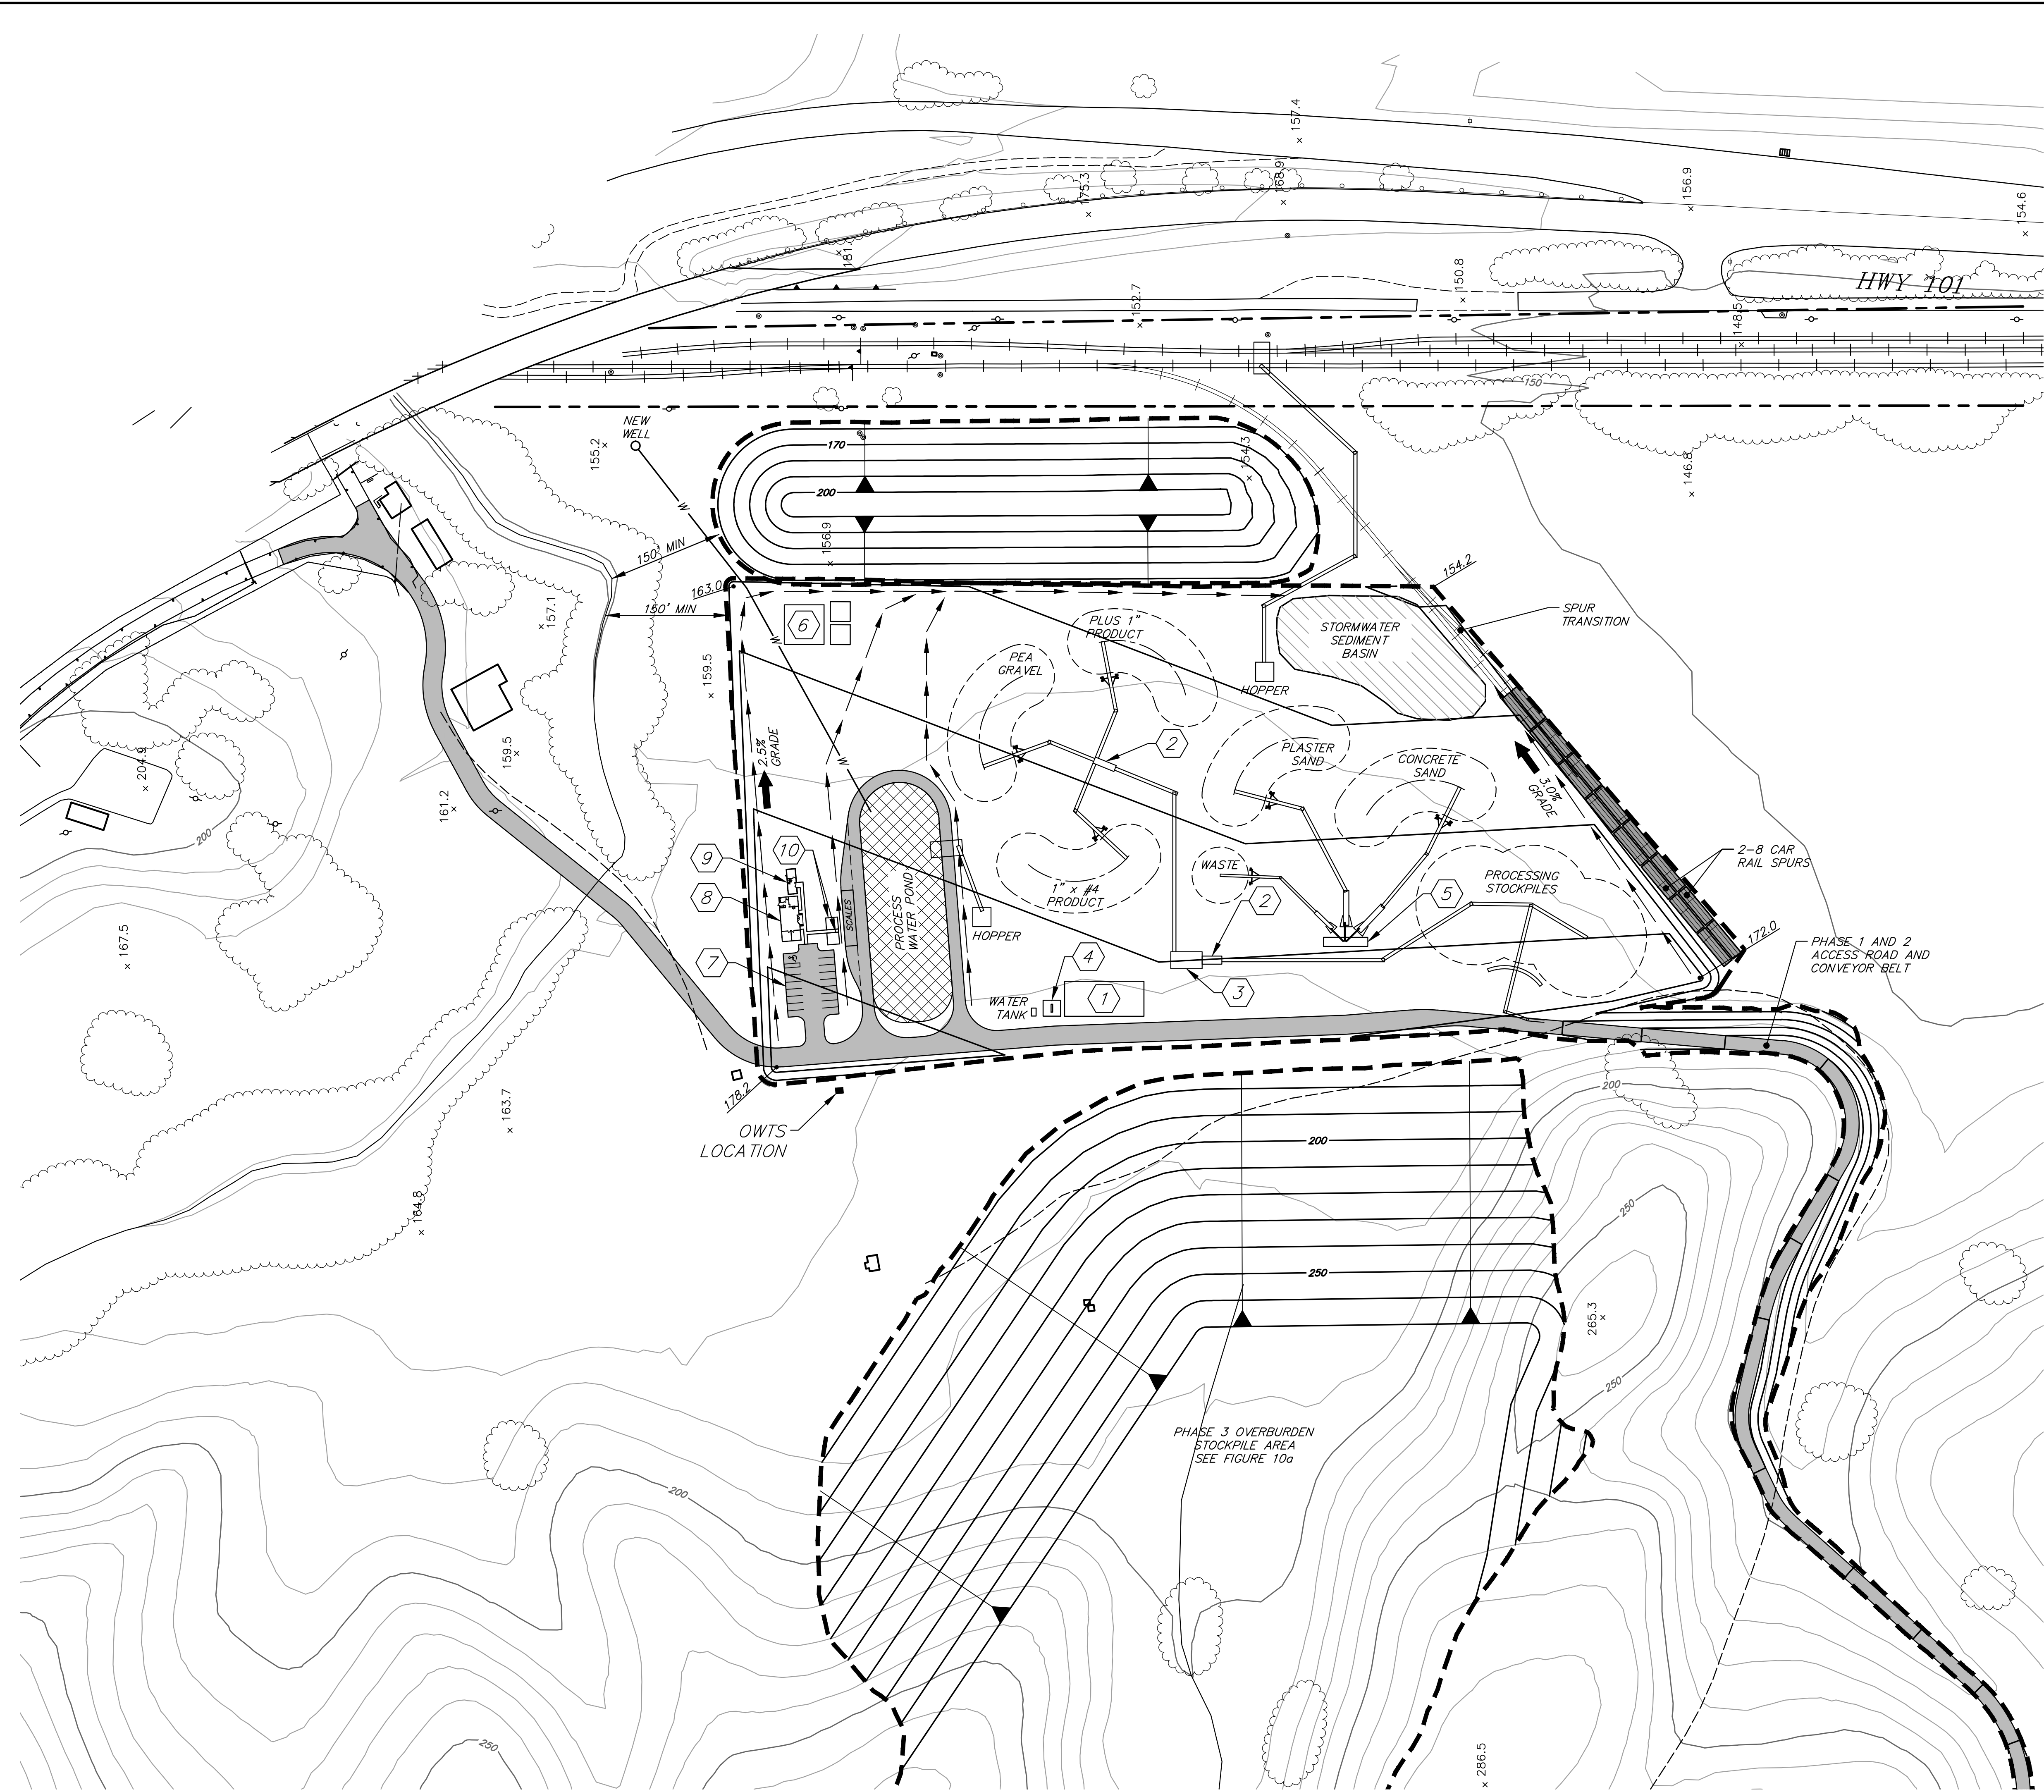 157.4
175.3
168.9
156.9
154.6
181.1
152.7
150.8
HWY 101
148.5
150
NEW
WELL
155.2
170
154.3
146.8
200
W
156.9
150' MIN
163.0
154.2
150' MIN
157.1
6
W
PLUS 1"
PRODUCT
STORMWATER
SEDIMENT
BASIN
SPUR
TRANSITION
PEA
GRAVEL
159.5
HOPPER
204.9
159.5
2.5%
GRADE
W
2
PLASTER
SAND
CONCRETE
SAND
3.0%
GRADE
161.2
200
9
10
WASTE
2-8 CAR
RAIL SPURS
8
SCALES
PROCESS
WATER POND
1" x #4
PRODUCT
2
PROCESSING
STOCKPILES
5
167.5
HOPPER
172.0
7
4
PHASE 1 AND 2
ACCESS ROAD AND
CONVEYOR BELT
WATER
TANK
1
3
178.2
163.7
200
OWTS
LOCATION
200
164.8
250
250
265.3
250
PHASE 3 OVERBURDEN
STOCKPILE AREA
SEE FIGURE 10a
200
250
286.5